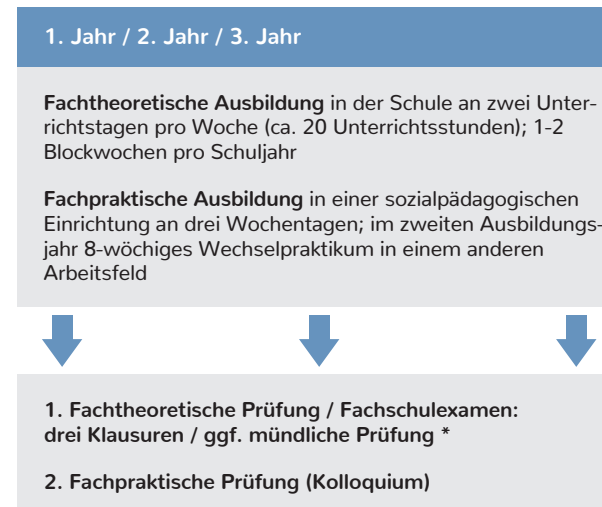 1. Jahr / 2. Jahr / 3. Jahr
Fachtheoretische Ausbildung in der Schule an zwei Unter-
richtstagen pro Woche (ca. 20 Unterrichtsstunden); 1-2
Blockwochen pro Schuljahr
Fachpraktische Ausbildung in einer sozialpädagogischen
Einrichtung an drei Wochentagen; im zweiten Ausbildungs-
jahr 8-wöchiges Wechselpraktikum in einem anderen
Arbeitsfeld
1. Fachtheoretische Prüfung / Fachschulexamen:
drei Klausuren / ggf. mündliche Prüfung *
2. Fachpraktische Prüfung (Kolloquium)